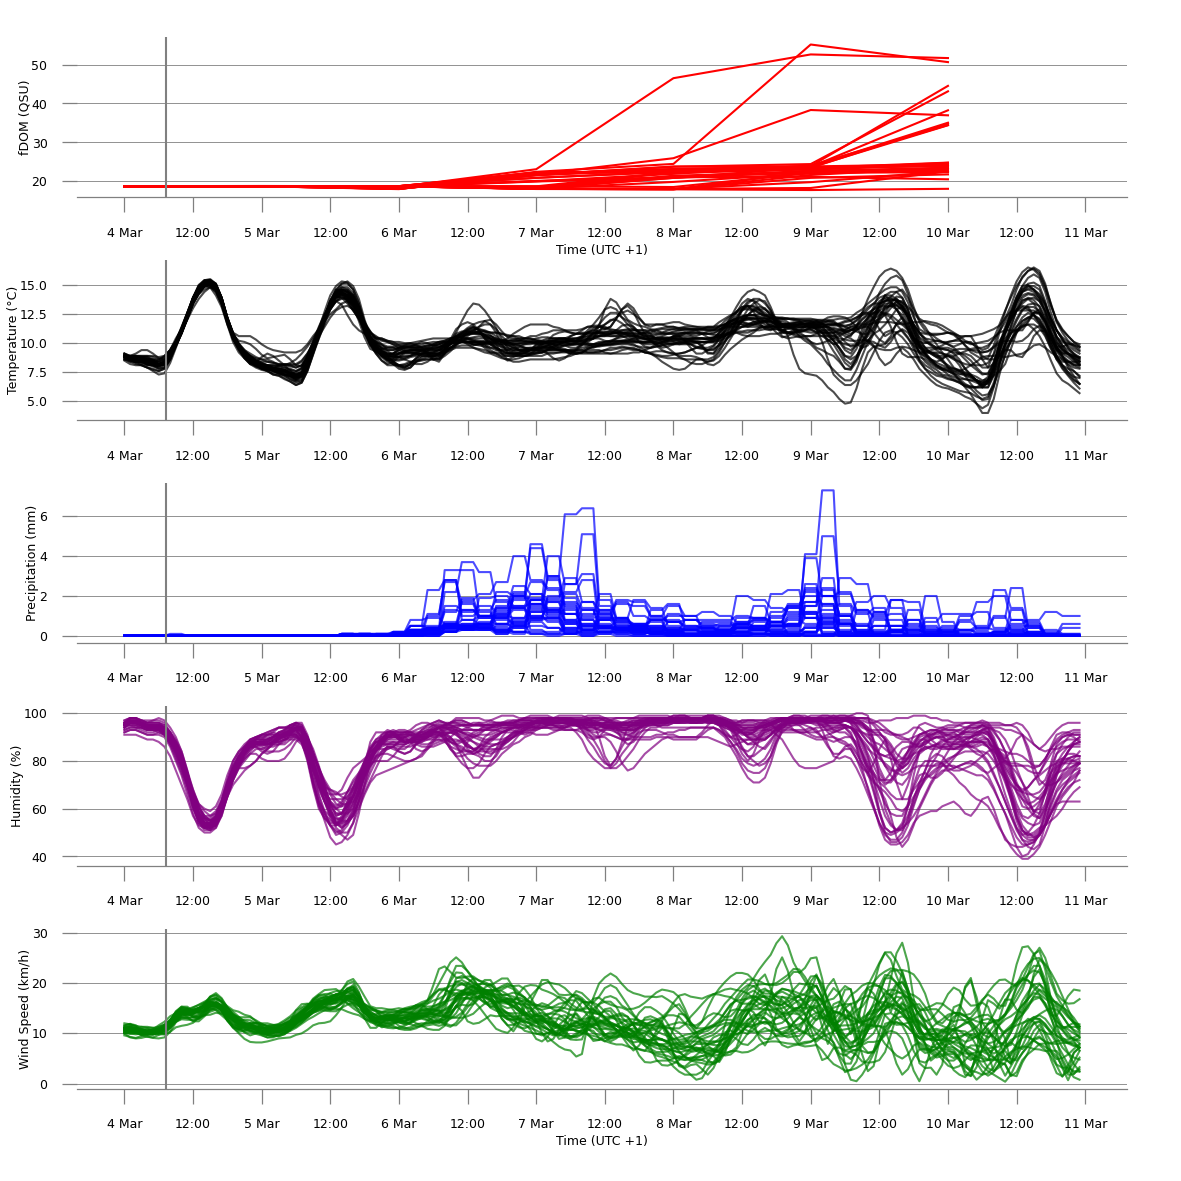 50
40
30
20
fDOM (QSU)
4 Mar 12:00 5 Mar 12:00 6 Mar 12:00 7 Mar 12:00 8 Mar 12:00 9 Mar 12:00 10 Mar 12:00 11 Mar
Time (UTC +1)
15.0
12.5
10.0
7.5
5.0
Temperature (°C)
4 Mar 12:00 5 Mar 12:00 6 Mar 12:00 7 Mar 12:00 8 Mar 12:00 9 Mar 12:00 10 Mar 12:00 11 Mar
6
4
2
0
Precipitation (mm)
4 Mar 12:00 5 Mar 12:00 6 Mar 12:00 7 Mar 12:00 8 Mar 12:00 9 Mar 12:00 10 Mar 12:00 11 Mar
100
80
60
40
Humidity (%)
4 Mar 12:00 5 Mar 12:00 6 Mar 12:00 7 Mar 12:00 8 Mar 12:00 9 Mar 12:00 10 Mar 12:00 11 Mar
30
20
10
0
Wind Speed (km/h)
4 Mar 12:00 5 Mar 12:00 6 Mar 12:00 7 Mar 12:00 8 Mar 12:00 9 Mar 12:00 10 Mar 12:00 11 Mar
Time (UTC +1)